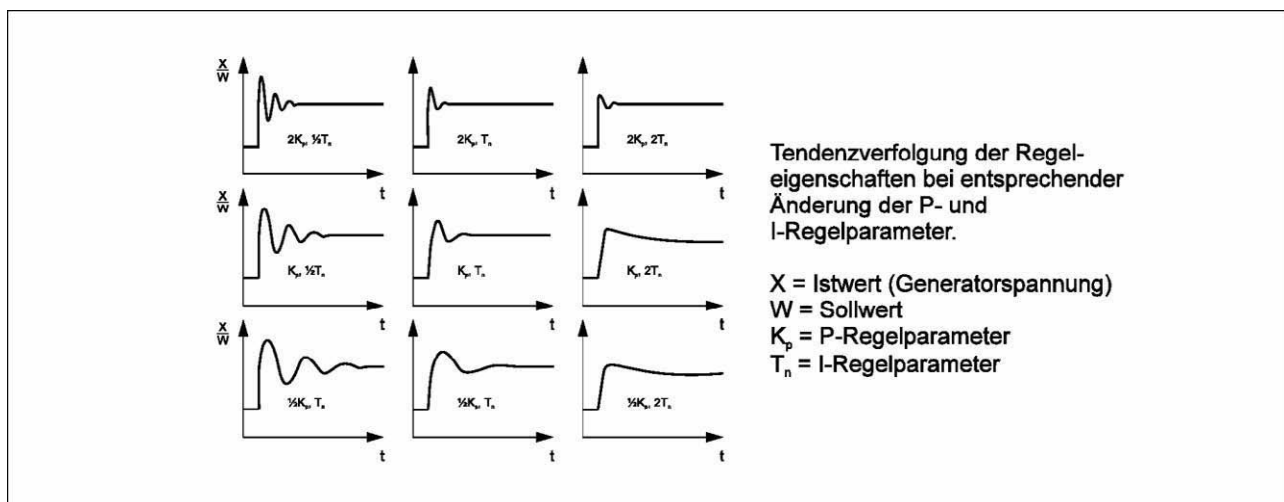 X
W
2Kₚ, ½Tₙ
t
2Kₚ, Tₙ
t
2Kₚ, 2Tₙ
t
X
W
Kₚ, ½Tₙ
t
Kₚ, Tₙ
t
Kₚ, 2Tₙ
t
X
W
½Kₚ, Tₙ
t
½Kₚ, Tₙ
t
½Kₚ, 2Tₙ
t
Tendenzverfolgung der Regel-
eigenschaften bei entsprechender
Änderung der P- und
I-Regelparameter.
X = Istwert (Generatorspannung)
W = Sollwert
Kₚ = P-Regelparameter
Tₙ = I-Regelparameter